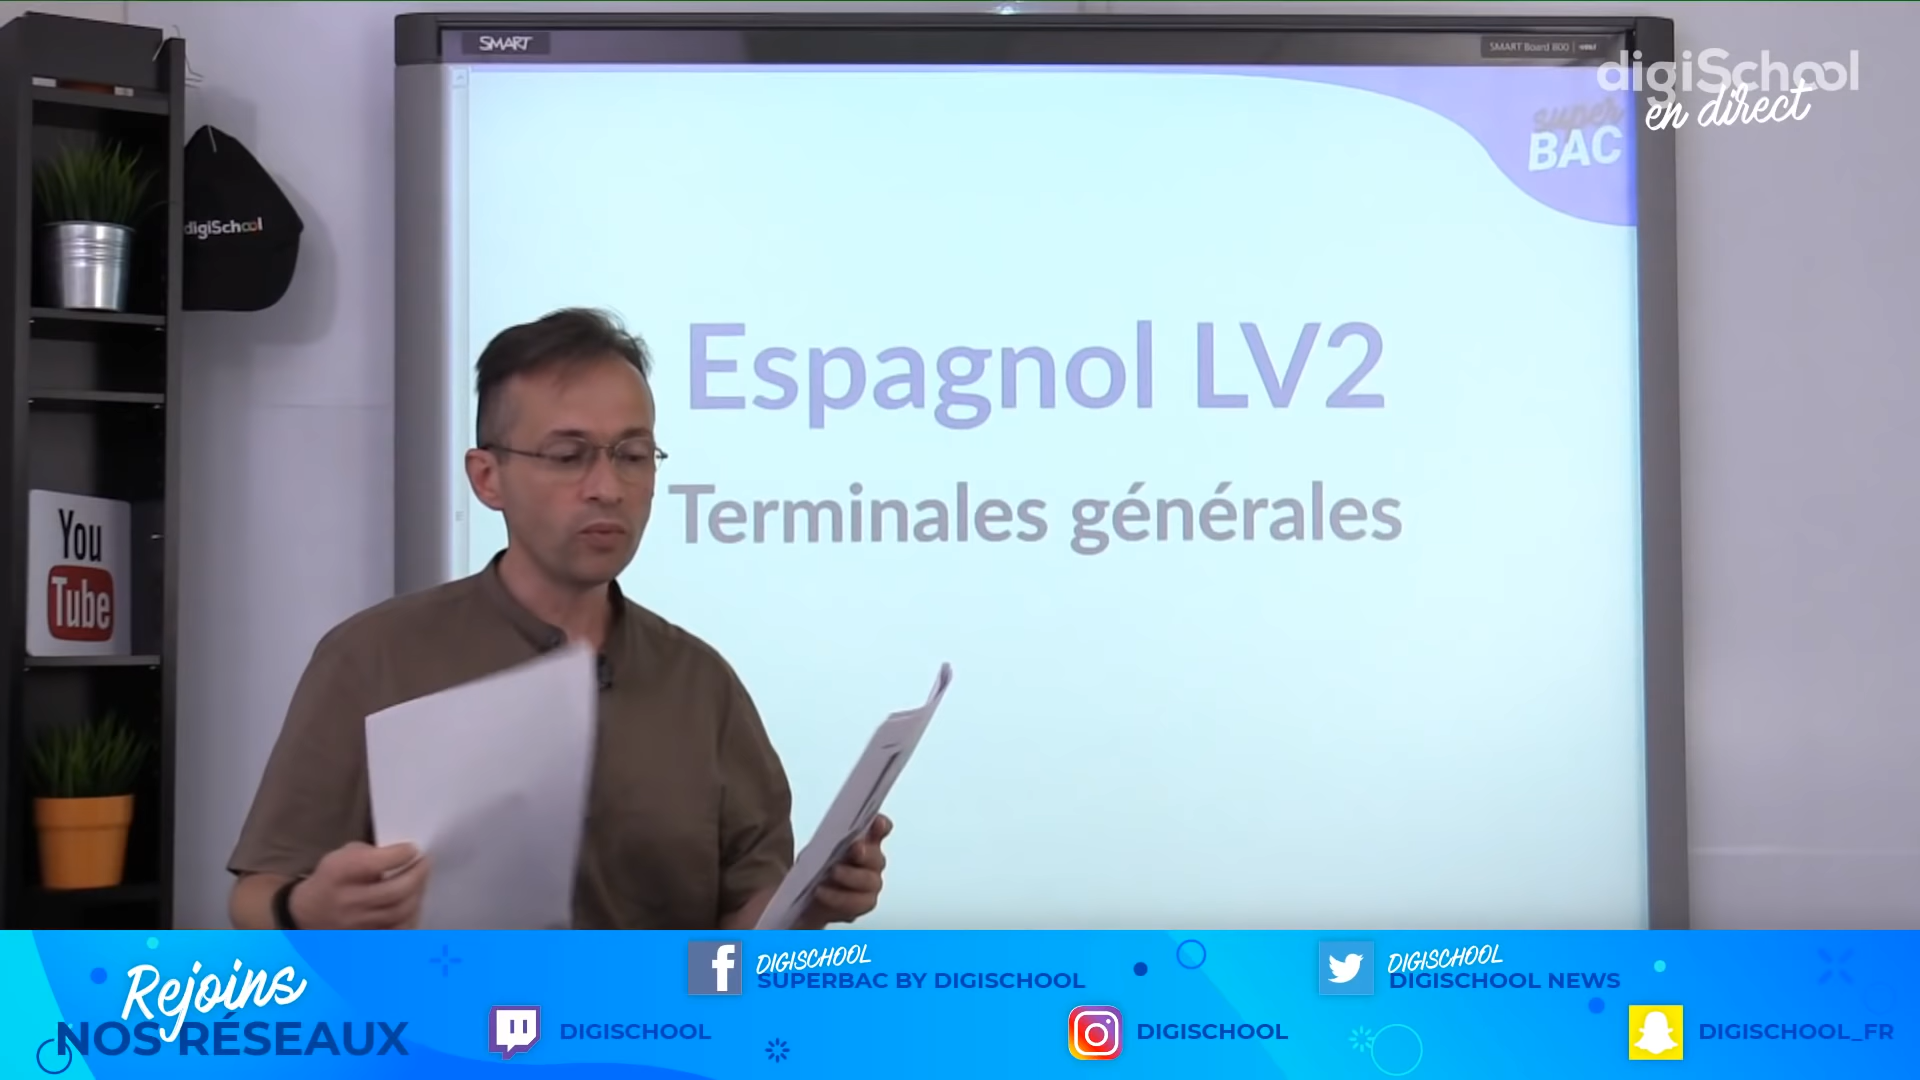 SMART
SMART Board 800
digiSchool
en direct
super
BAC
digiSchool
Espagnol LV2
Terminales générales
You
Tube
Rejoins
NOS RÉSEAUX
DIGISCHOOL
SUPERBAC BY DIGISCHOOL
DIGISCHOOL
DIGISCHOOL NEWS
DIGISCHOOL
DIGISCHOOL
DIGISCHOOL_FR